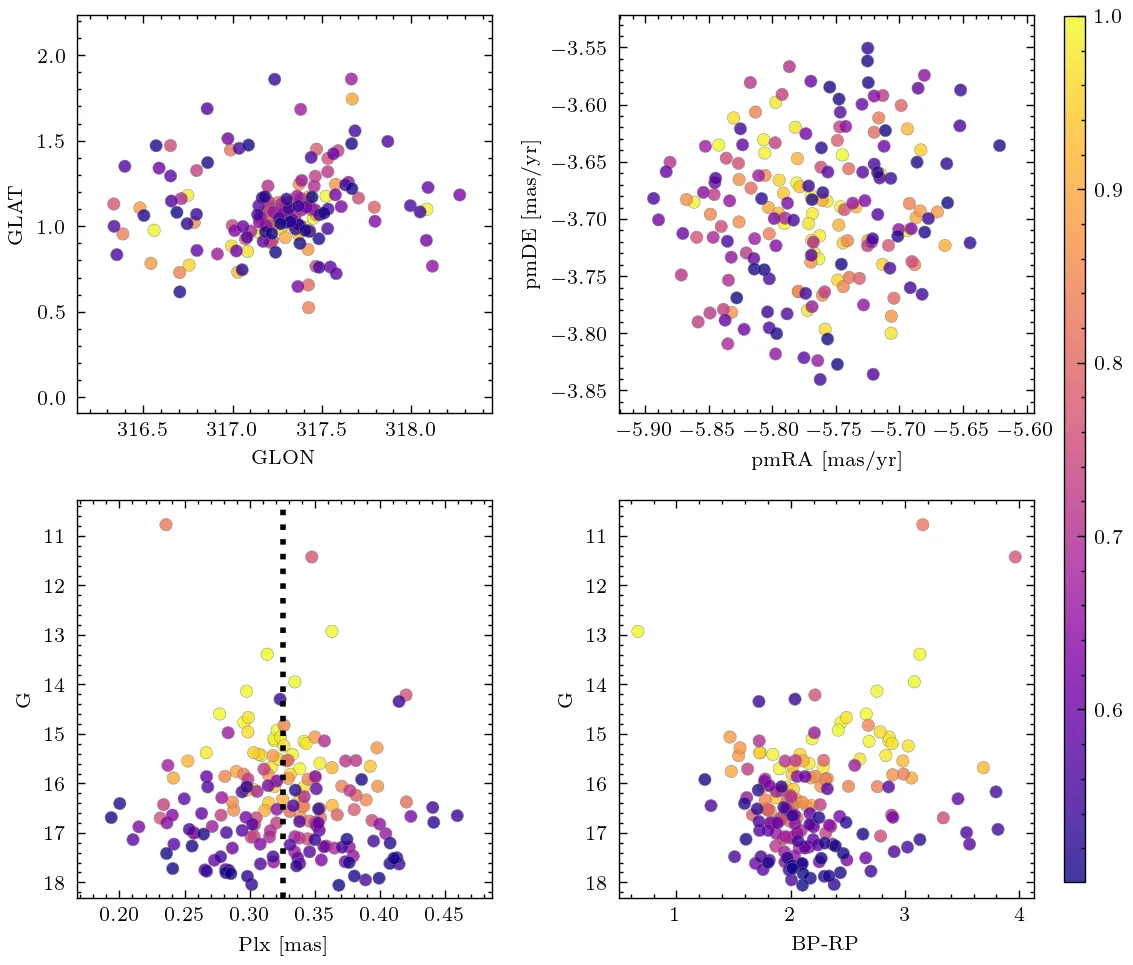 2.0
1.5
1.0
0.5
0.0
GLAT
316.5 317.0 317.5 318.0
GLON
−3.55
−3.60
−3.65
−3.70
−3.75
−3.80
−3.85
pmDE [mas/yr]
−5.90 −5.85 −5.80 −5.75 −5.70 −5.65 −5.60
pmRA [mas/yr]
1.0
0.9
0.8
0.7
0.6
11
12
13
14
15
16
17
18
G
0.20 0.25 0.30 0.35 0.40 0.45
Plx [mas]
11
12
13
14
15
16
17
18
G
1 2 3 4
BP-RP